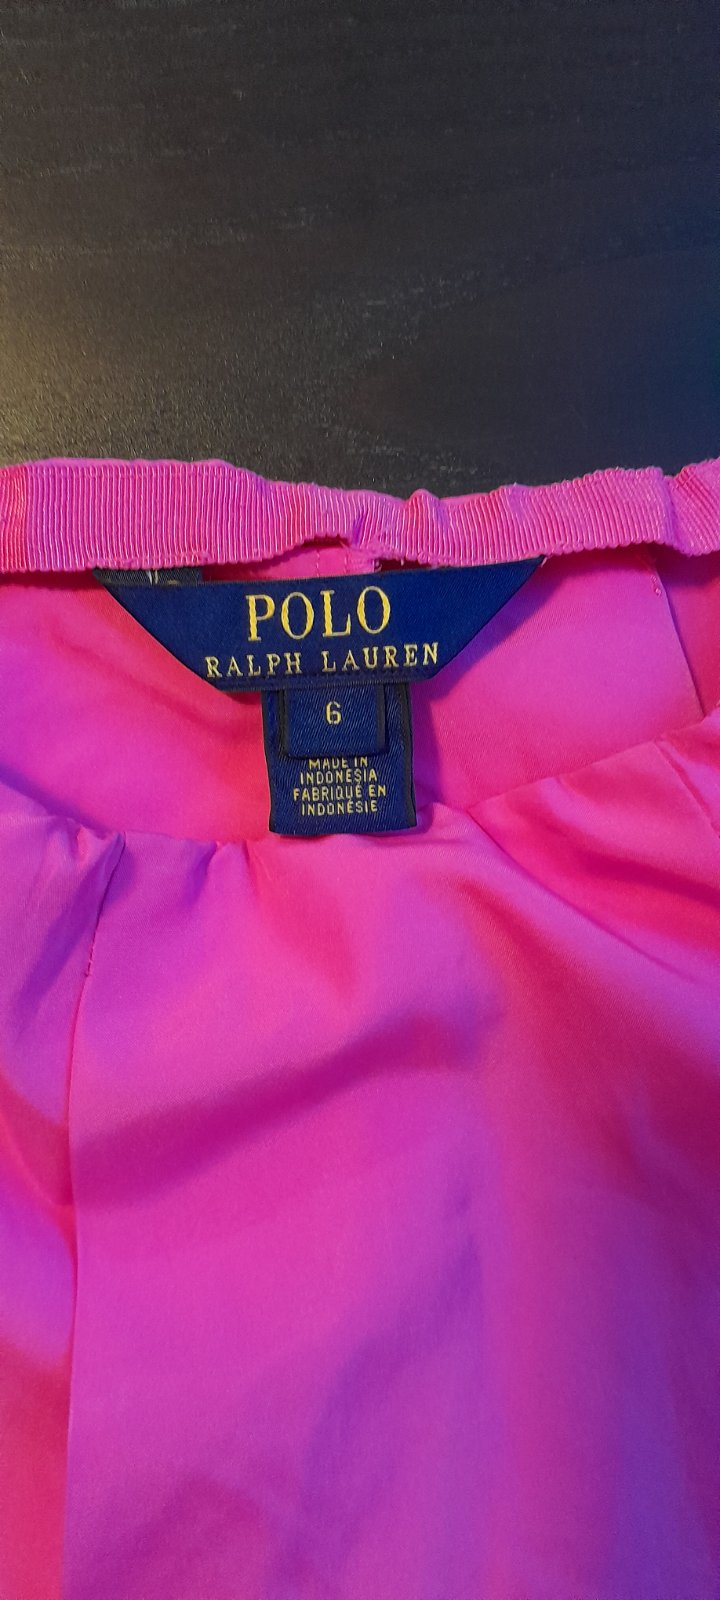 POLO
RALPH LAUREN
6
MADE IN
INDONESIA
FABRIQUÉ EN
INDONÉSIE